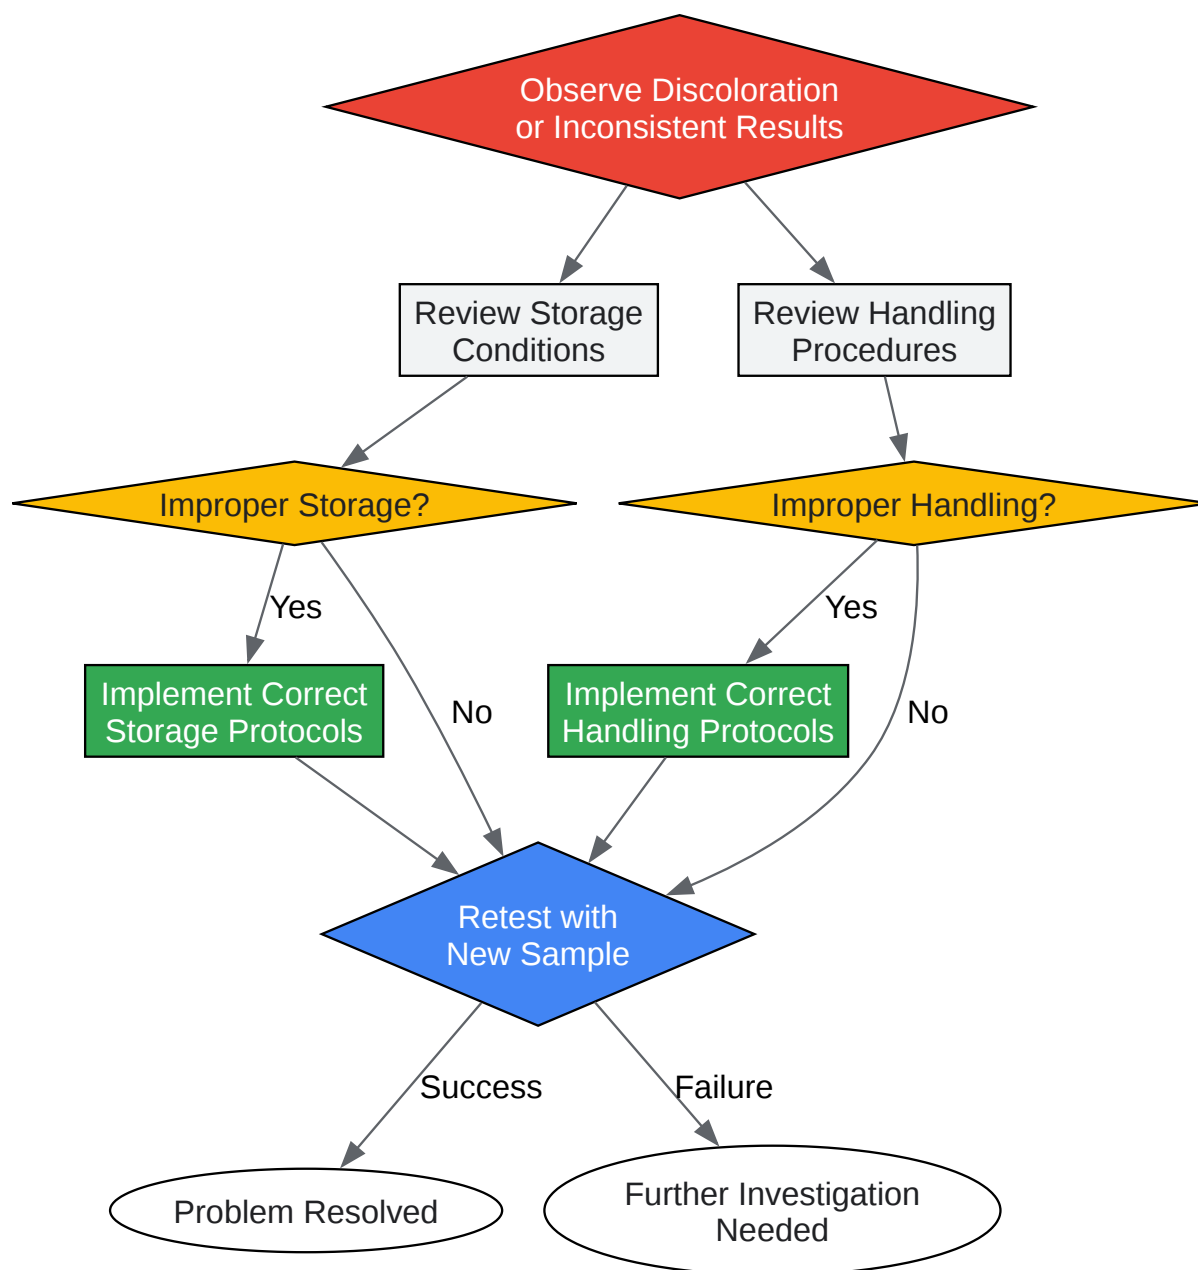 Observe Discoloration
or Inconsistent Results
Review Storage
Conditions
Review Handling
Procedures
Improper Storage?
Improper Handling?
Yes
Yes
Implement Correct
Storage Protocols
No
Implement Correct
Handling Protocols
No
Retest with
New Sample
Success
Failure
Problem Resolved
Further Investigation
Needed